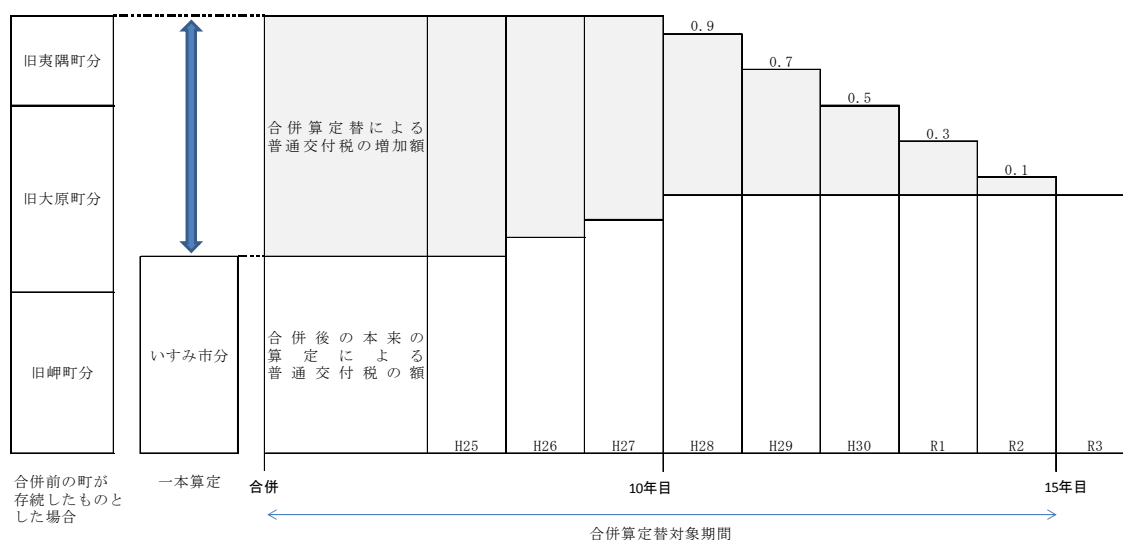 旧夷隅町分
旧大原町分
旧岬町分
合併前の町が
存続したものと
した場合
いすみ市分
一本算定
合併算定替による
普通交付税の増加額
合併後の本来の
算定による
普通交付税の額
0.9
0.7
0.5
0.3
0.1
H25
H26
H27
H28
H29
H30
R1
R2
R3
合併
10年目
15年目
合併算定替対象期間